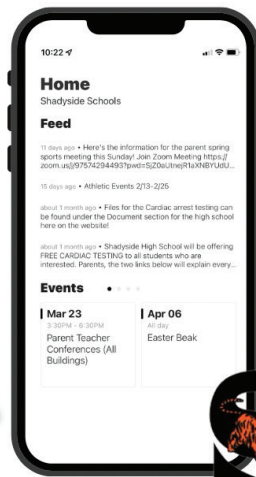 10:22
Home
Shadyside Schools
Feed
11 days ago • Here's the information for the parent spring
sports meeting this Sunday! Join Zoom Meeting https://
zoom.us/j/97574294493?pwd=SjZ0aUtnejR1aXNBYUdU...
15 days ago • Athletic Events 2/13-2/25
about 1 month ago • Files for the Cardiac arrest testing can
be found under the Document section for the high school
here on the website!
about 1 month ago • Shadyside High School will be offering
FREE CARDIAC TESTING to all students who are
interested. Parents, the two links below will explain every...
Events
Mar 23
3:30PM - 6:30PM
Parent Teacher
Conferences (All
Buildings)
Apr 06
All day
Easter Beak